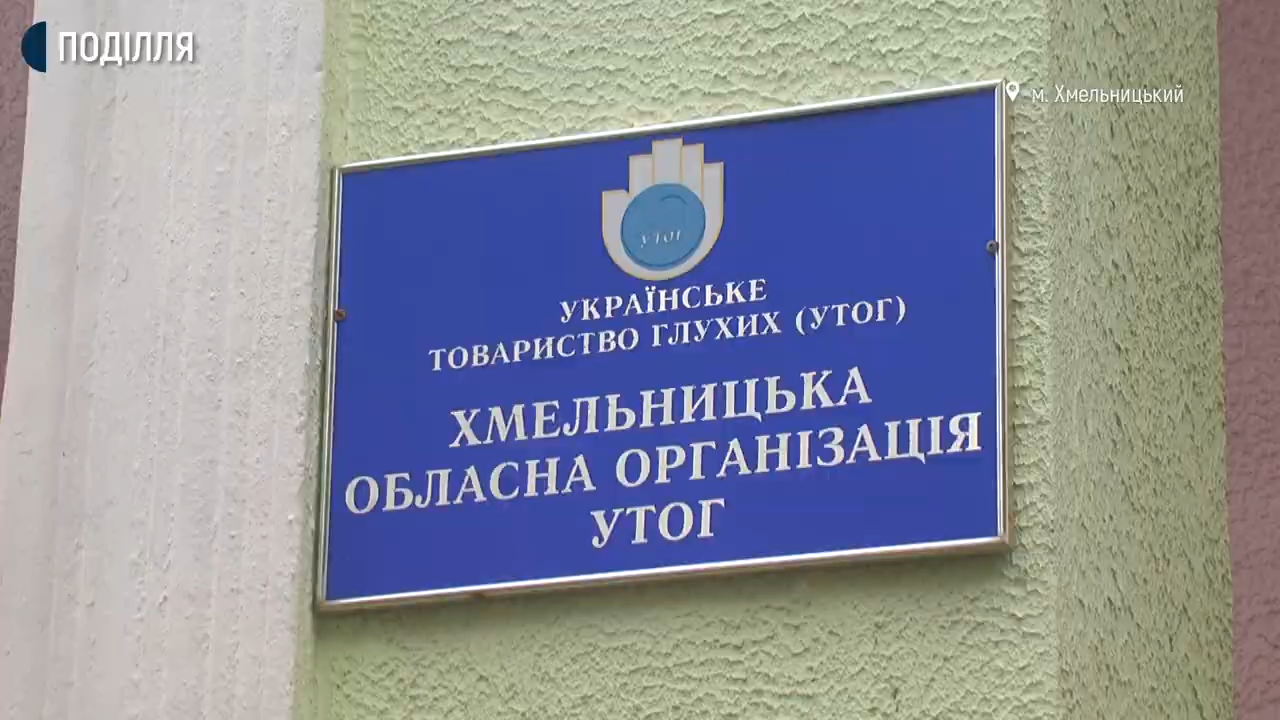 ПОДІЛЛЯ
м. Хмельницький
УТОГ
УКРАЇНСЬКЕ
ТОВАРИСТВО ГЛУХИХ (УТОГ)
ХМЕЛЬНИЦЬКА
ОБЛАСНА ОРГАНІЗАЦІЯ
УТОГ